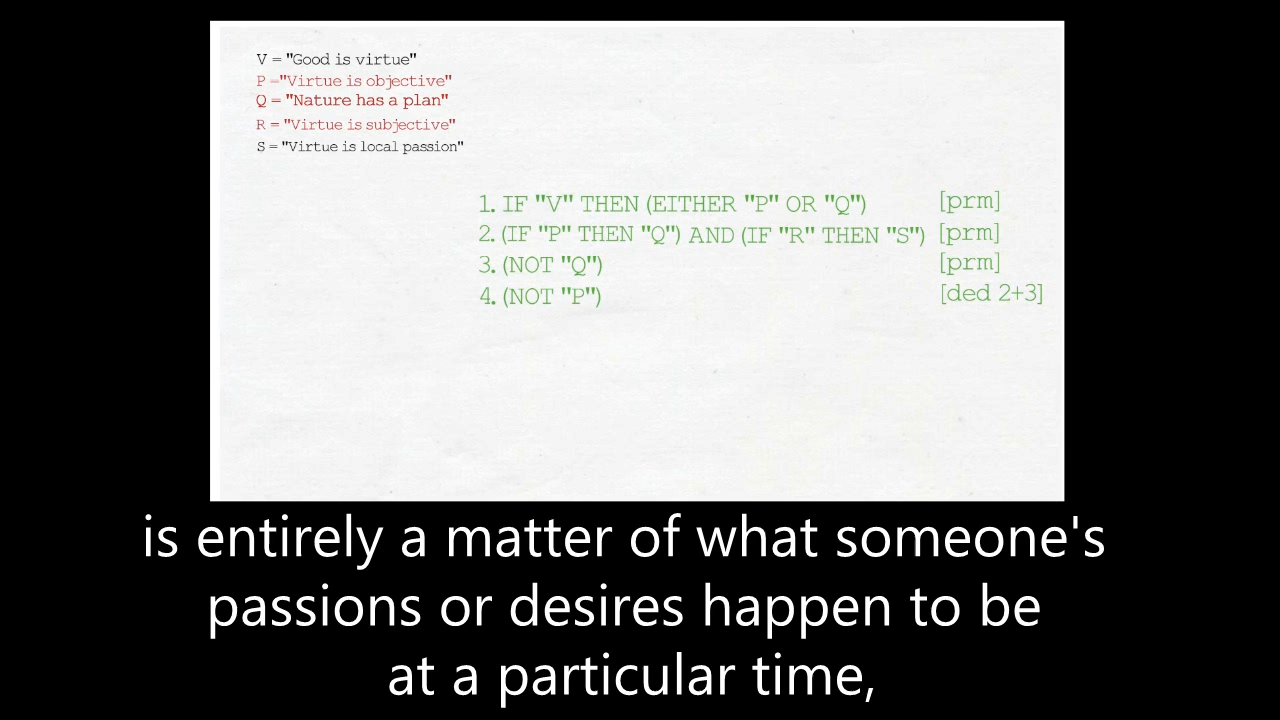 V = "Good is virtue"
P ="Virtue is objective"
Q = "Nature has a plan"
R = "Virtue is subjective"
S = "Virtue is local passion"
1. IF "V" THEN (EITHER "P" OR "Q") [prm]
2. (IF "P" THEN "Q") AND (IF "R" THEN "S") [prm]
3. (NOT "Q") [prm]
4. (NOT "P") [ded 2+3]
is entirely a matter of what someone's
passions or desires happen to be
at a particular time,